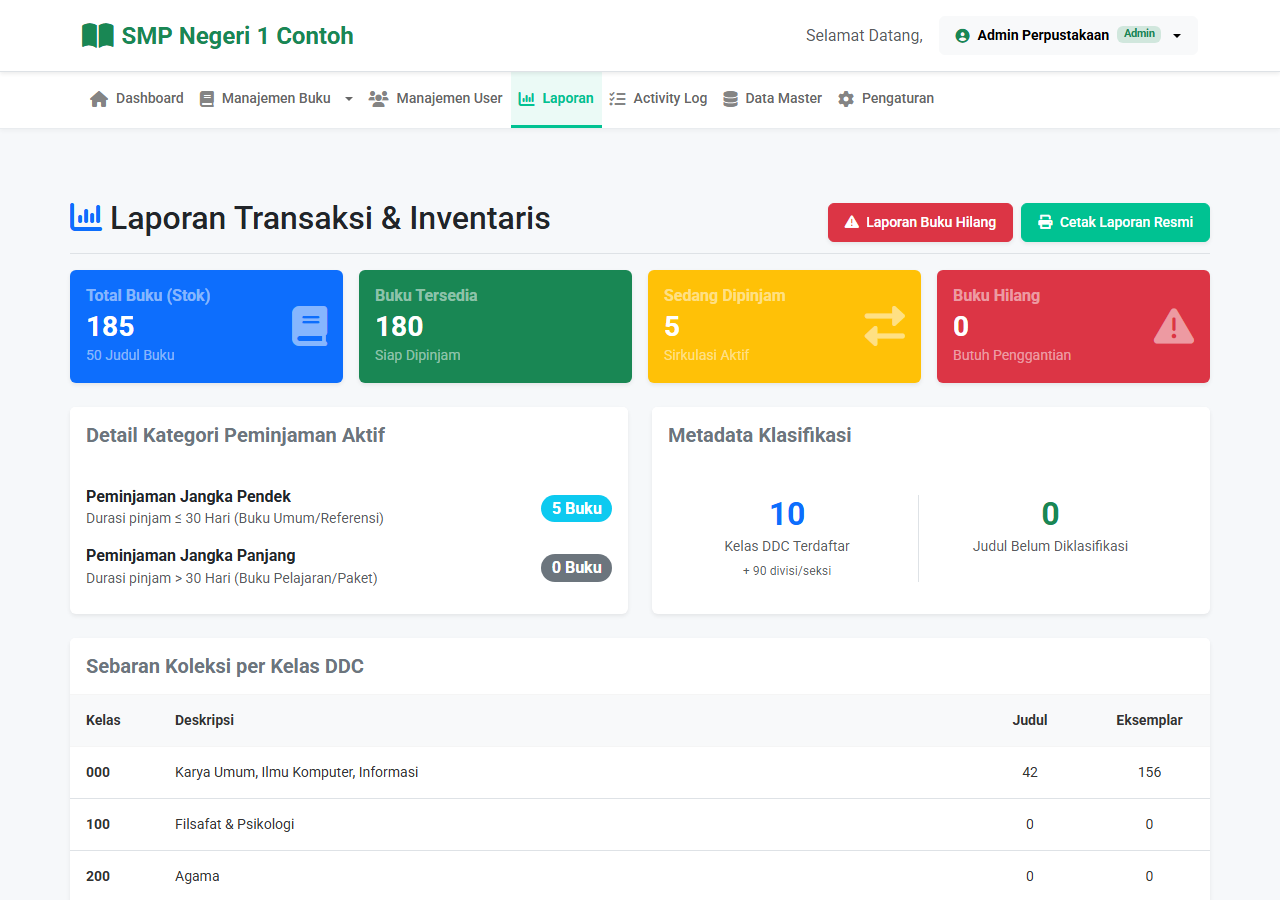 SMP Negeri 1 Contoh
Selamat Datang, Admin Perpustakaan Admin
Dashboard Manajemen Buku Manajemen User Laporan Activity Log Data Master Pengaturan
Laporan Transaksi & Inventaris
Laporan Buku Hilang Cetak Laporan Resmi
Total Buku (Stok)
185
50 Judul Buku
Buku Tersedia
180
Siap Dipinjam
Sedang Dipinjam
5
Sirkulasi Aktif
Buku Hilang
0
Butuh Penggantian
Detail Kategori Peminjaman Aktif
Peminjaman Jangka Pendek
Durasi pinjam ≤ 30 Hari (Buku Umum/Referensi)
5 Buku
Peminjaman Jangka Panjang
Durasi pinjam > 30 Hari (Buku Pelajaran/Paket)
0 Buku
Metadata Klasifikasi
10
Kelas DDC Terdaftar
+ 90 divisi/seksi
0
Judul Belum Diklasifikasi
Sebaran Koleksi per Kelas DDC
Kelas Deskripsi Judul Eksemplar
000 Karya Umum, Ilmu Komputer, Informasi 42 156
100 Filsafat & Psikologi 0 0
200 Agama 0 0